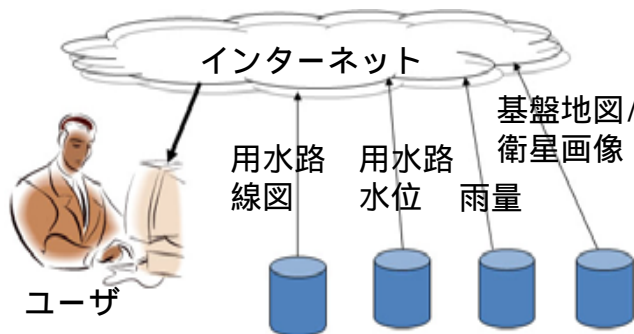 インターネット
基盤地図/
衛星画像
用水路
線図
用水路
水位
雨量
ユーザ